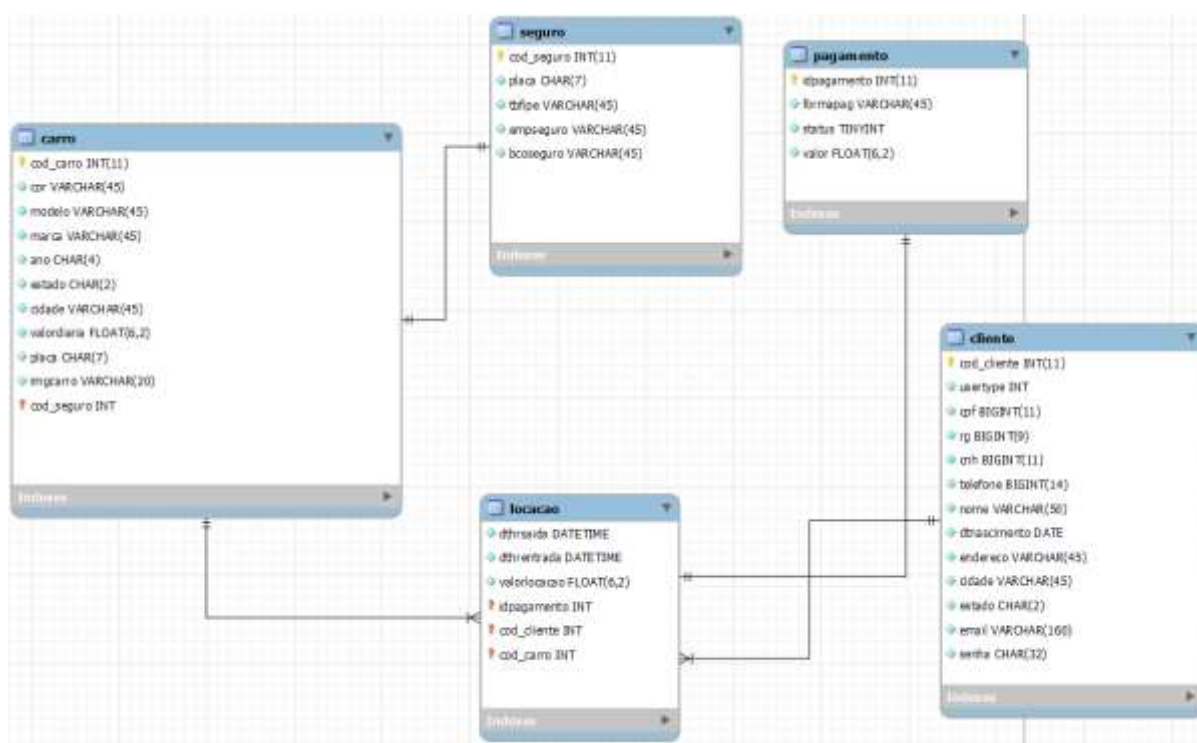 seguro
cod_seguro INT(11)
placa CHAR(7)
tbfipe VARCHAR(45)
empseguro VARCHAR(45)
bcoseguro VARCHAR(45)
Indexes
pagamento
idpagamento INT(11)
formapag VARCHAR(45)
status TINYINT
valor FLOAT(6,2)
Indexes
carro
cod_carro INT(11)
cor VARCHAR(45)
modelo VARCHAR(45)
marca VARCHAR(45)
ano CHAR(4)
estado CHAR(2)
cidade VARCHAR(45)
valordiaria FLOAT(6,2)
placa CHAR(7)
imgcarro VARCHAR(20)
cod_seguro INT
Indexes
locacao
dthrsaida DATETIME
dthrentrada DATETIME
valorlocacao FLOAT(6,2)
idpagamento INT
cod_cliente INT
cod_carro INT
Indexes
cliente
cod_cliente INT(11)
usertype INT
cpf BIGINT(11)
rg BIGINT(9)
cnh BIGINT(11)
telefone BIGINT(14)
nome VARCHAR(50)
dtnascimento DATE
endereco VARCHAR(45)
cidade VARCHAR(45)
estado CHAR(2)
email VARCHAR(160)
senha CHAR(32)
Indexes